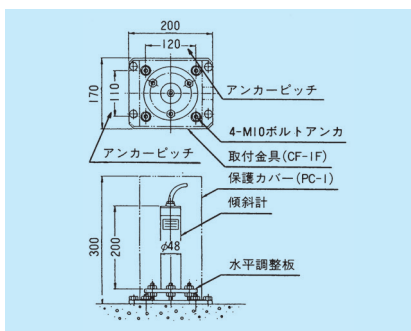 200
120
170
110
アンカーピッチ
4-M10ボルトアンカ
アンカーピッチ
取付金具(CF-1F)
保護カバー(PC-1)
傾斜計
300
200
φ48
水平調整板